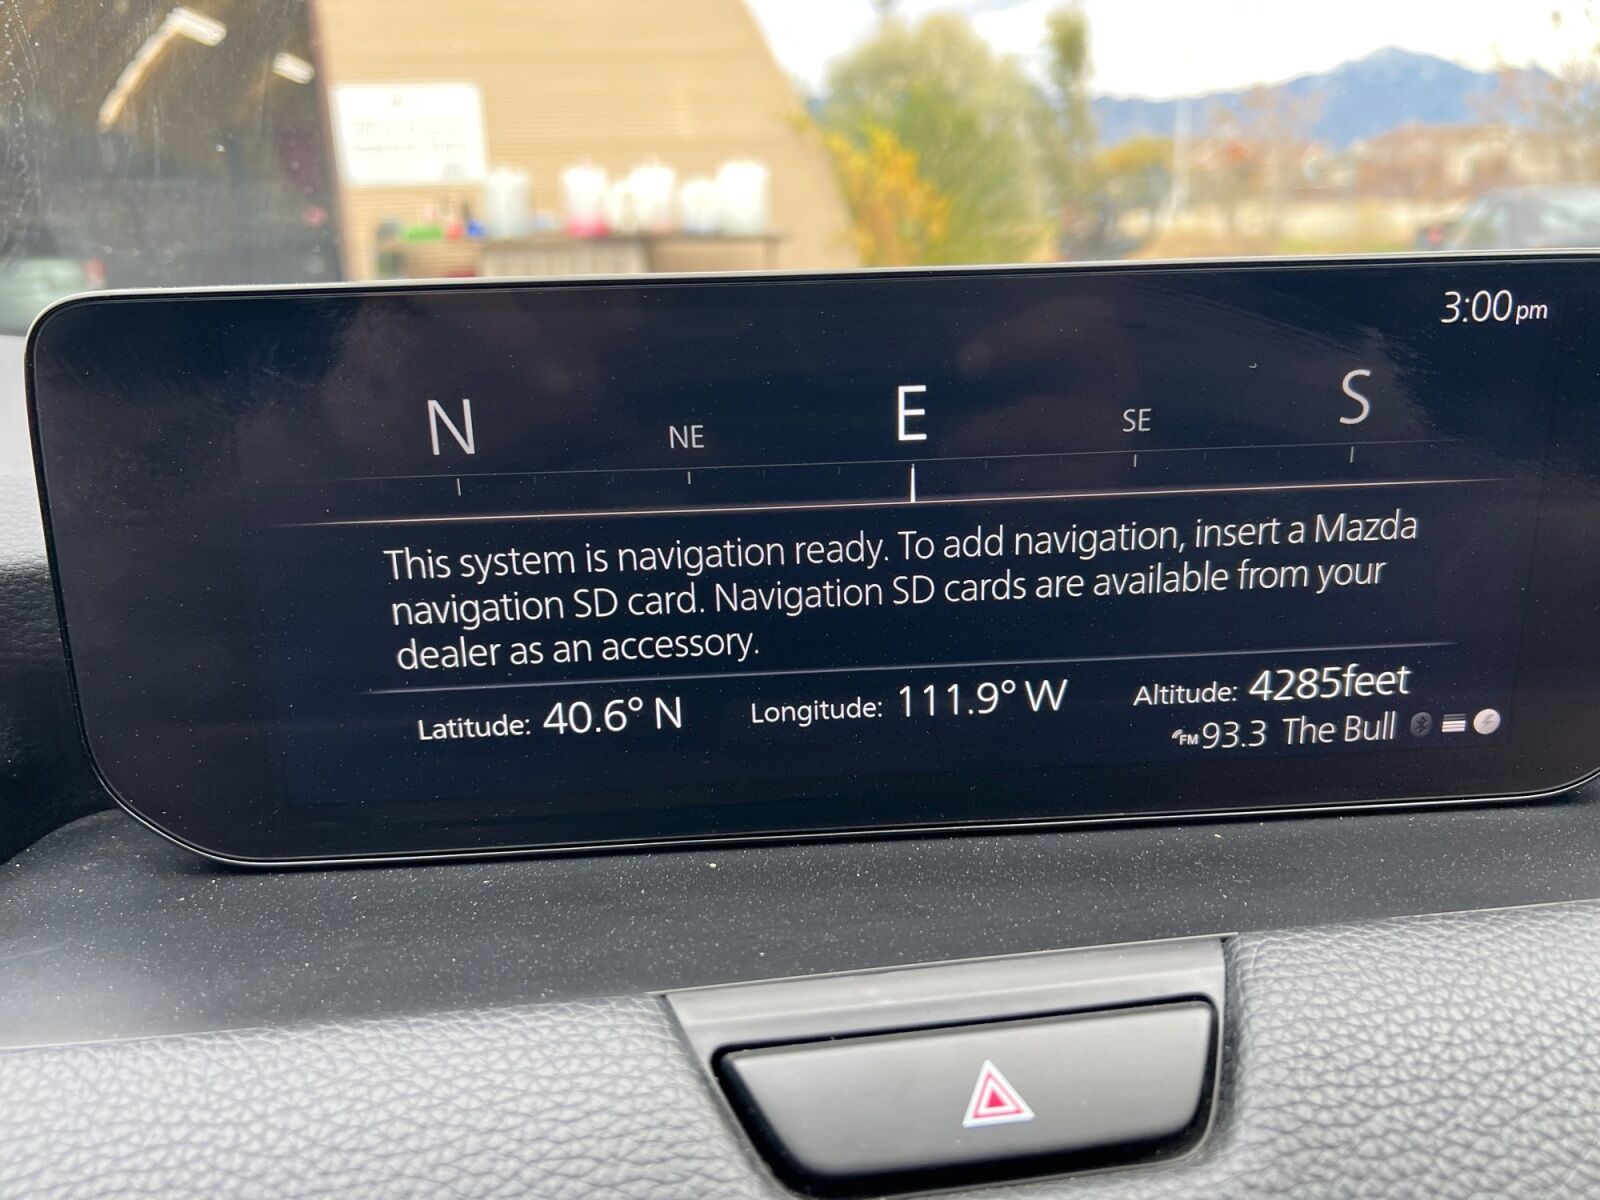 3:00pm
N NE E SE S
This system is navigation ready. To add navigation, insert a Mazda
navigation SD card. Navigation SD cards are available from your
dealer as an accessory.
Latitude: 40.6° N Longitude: 111.9° W Altitude: 4285feet
FM 93.3 The Bull